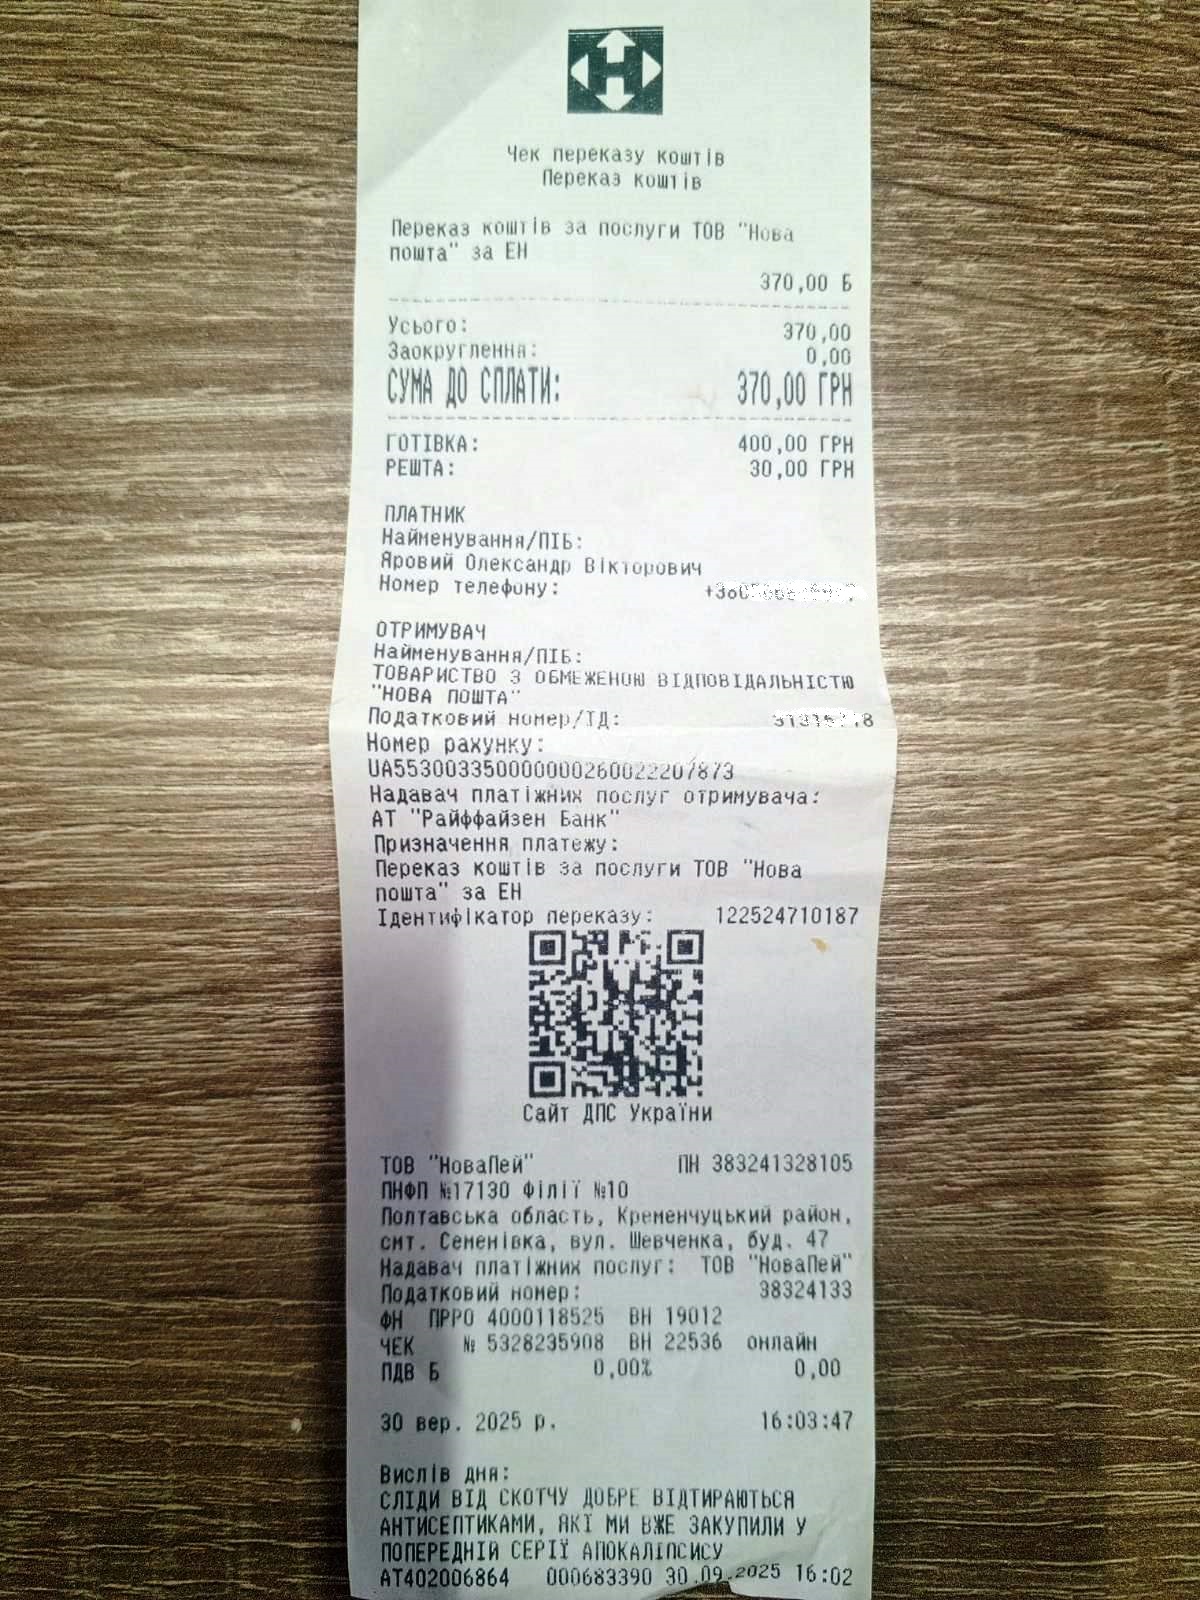 Чек переказу коштів
Переказ коштів
Переказ коштів за послуги ТОВ "Нова
пошта" за ЕН
370,00 Б
Усього: 370,00
Заокруглення: 0,00
СУМА ДО СПЛАТИ: 370,00 ГРН
ГОТІВКА: 400,00 ГРН
РЕШТА: 30,00 ГРН
ПЛАТНИК
Найменування/ПІБ:
Яровий Олександр Вікторович
Номер телефону:
ОТРИМУВАЧ
Найменування/ПІБ:
ТОВАРИСТВО З ОБМЕЖЕНОЮ ВІДПОВІДАЛЬНІСТЮ
"НОВА ПОШТА"
Податковий номер/ІД:
Номер рахунку:
UA553003350000000260022207873
Надавач платіжних послуг отримувача:
АТ "Райффайзен Банк"
Призначення платежу:
Переказ коштів за послуги ТОВ "Нова
пошта" за ЕН
Ідентифікатор переказу: 122524710187
Сайт ДПС України
ТОВ "НоваПей" ПН 383241328105
ПНФП №17130 Філії №10
Полтавська область, Кременчуцький район,
смт. Семенівка, вул. Шевченка, буд. 47
Надавач платіжних послуг: ТОВ "НоваПей"
Податковий номер: 38324133
ФН ПРРО 4000118525 ВН 19012
ЧЕК № 5328235908 ВН 22536 онлайн
ПДВ Б 0,00% 0,00
30 вер. 2025 р. 16:03:47
Вислів дня:
СЛІДИ ВІД СКОТЧУ ДОБРЕ ВІДТИРАЮТЬСЯ
АНТИСЕПТИКАМИ, ЯКІ МИ ВЖЕ ЗАКУПИЛИ У
ПОПЕРЕДНІЙ СЕРІЇ АПОКАЛІПСИСУ
АТ402006864 000683390 30.09.2025 16:02